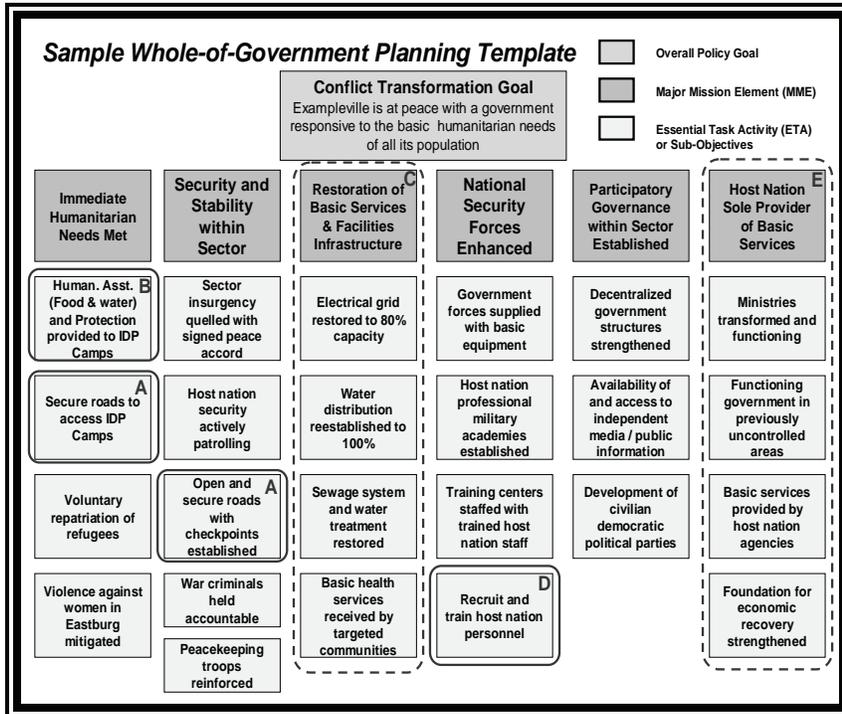 Sample Whole-of-Government Planning Template
Overall Policy Goal
Major Mission Element (MME)
Essential Task Activity (ETA)
or Sub-Objectives
Conflict Transformation Goal
Exampleville is at peace with a government
responsive to the basic humanitarian needs
of all its population
Immediate
Humanitarian
Needs Met
B
Human. Asst.
(Food & water)
and Protection
provided to IDP
Camps
A
Secure roads to
access IDP
Camps
Voluntary
repatriation of
refugees
Violence against
women in
Eastburg
mitigated
Security and
Stability
within
Sector
Sector
insurgency
quelled with
signed peace
accord
Host nation
security
actively
patrolling
A
Open and
secure roads
with
checkpoints
established
War criminals
held
accountable
Peacekeeping
troops
reinforced
C
Restoration of
Basic Services
& Facilities
Infrastructure
Electrical grid
restored to 80%
capacity
Water
distribution
reestablished to
100%
Sewage system
and water
treatment
restored
Basic health
services
received by
targeted
communities
National
Security
Forces
Enhanced
Government
forces supplied
with basic
equipment
Host nation
professional
military
academies
established
Training centers
staffed with
trained host
nation staff
D
Recruit and
train host nation
personnel
Participatory
Governance
within Sector
Established
Decentralized
government
structures
strengthened
Availability of
and access to
independent
media / public
information
Development of
civilian
democratic
political parties
E
Host Nation
Sole Provider
of Basic
Services
Ministries
transformed and
functioning
Functioning
government in
previously
uncontrolled
areas
Basic services
provided by
host nation
agencies
Foundation for
economic
recovery
strengthened